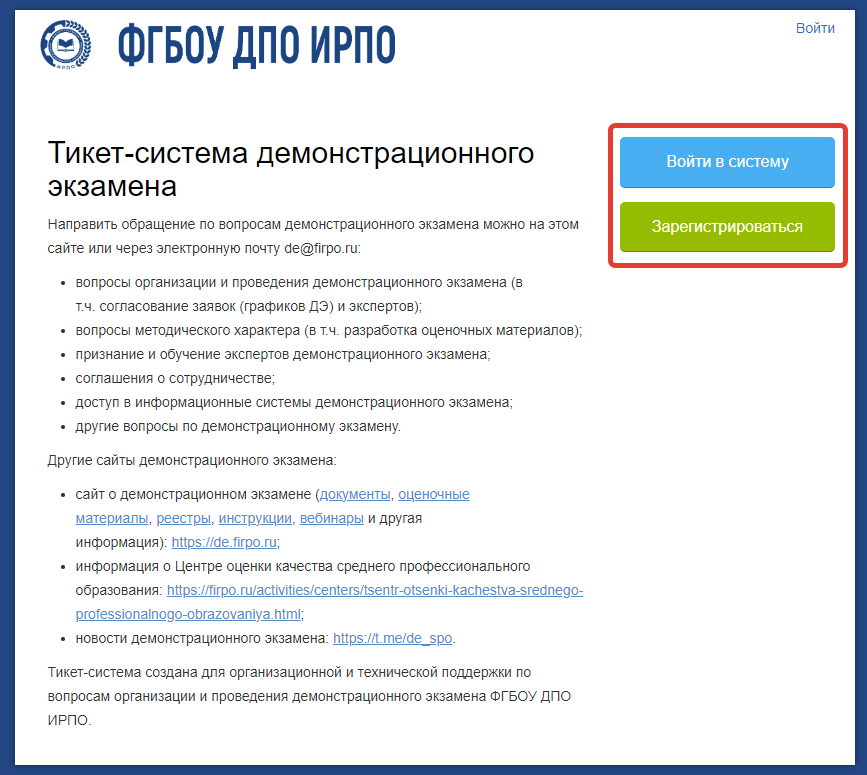 ИРПО
ФГБОУ ДПО ИРПО
Войти
Тикет-система демонстрационного
экзамена
Направить обращение по вопросам демонстрационного экзамена можно на этом
сайте или через электронную почту de@firpo.ru:
вопросы организации и проведения демонстрационного экзамена (в
т.ч. согласование заявок (графиков ДЭ) и экспертов);
вопросы методического характера (в т.ч. разработка оценочных материалов);
признание и обучение экспертов демонстрационного экзамена;
соглашения о сотрудничестве;
доступ в информационные системы демонстрационного экзамена;
другие вопросы по демонстрационному экзамену.
Другие сайты демонстрационного экзамена:
сайт о демонстрационном экзамене (документы, оценочные
материалы, реестры, инструкции, вебинары и другая
информация): https://de.firpo.ru;
информация о Центре оценки качества среднего профессионального
образования: https://firpo.ru/activities/centers/tsentr-otsenki-kachestva-srednego-
professionalnogo-obrazovaniya.html;
новости демонстрационного экзамена: https://t.me/de_spo.
Тикет-система создана для организационной и технической поддержки по
вопросам организации и проведения демонстрационного экзамена ФГБОУ ДПО
ИРПО.
Войти в систему
Зарегистрироваться